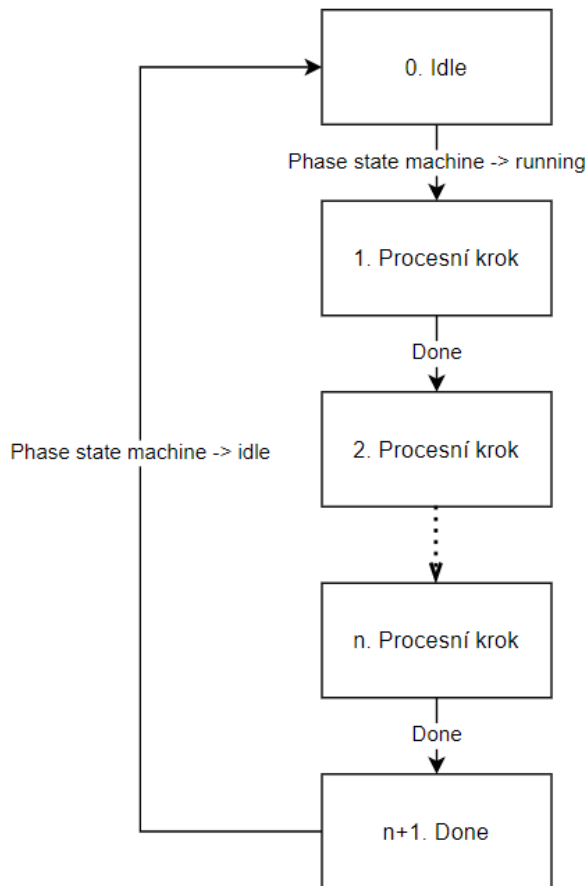 0. Idle
Phase state machine -> running
1. Procesní krok
Done
2. Procesní krok
Phase state machine -> idle
n. Procesní krok
Done
n+1. Done